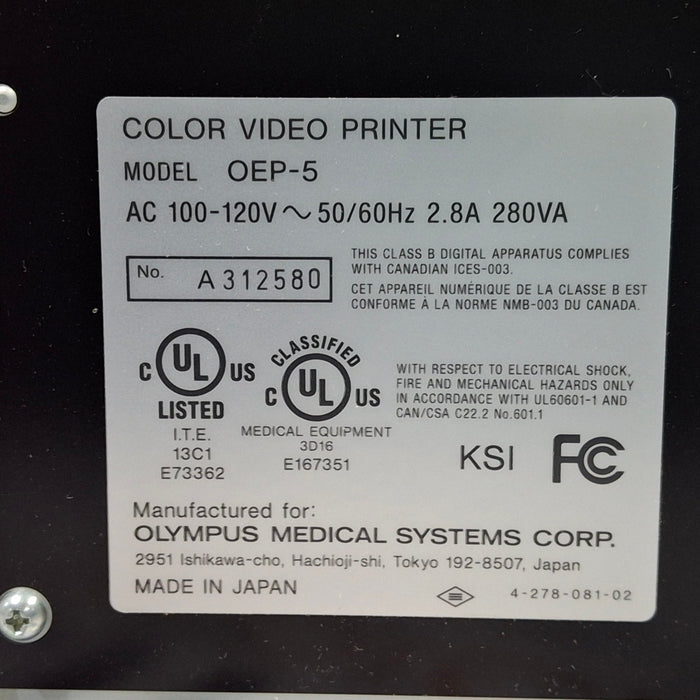 COLOR VIDEO PRINTER
MODEL OEP-5
AC 100-120V ~ 50/60Hz 2.8A 280VA
No. A312580
THIS CLASS B DIGITAL APPARATUS COMPLIES
WITH CANADIAN ICES-003.
CET APPAREIL NUMÉRIQUE DE LA CLASSE B EST
CONFORME À LA NORME NMB-003 DU CANADA.
C UL US
LISTED
I.T.E.
13C1
E73362
CLASSIFIED
C UL US
MEDICAL EQUIPMENT
3D16
E167351
WITH RESPECT TO ELECTRICAL SHOCK,
FIRE AND MECHANICAL HAZARDS ONLY
IN ACCORDANCE WITH UL60601-1 AND
CAN/CSA C22.2 No.601.1
KSI FC
Manufactured for:
OLYMPUS MEDICAL SYSTEMS CORP.
2951 Ishikawa-cho, Hachioji-shi, Tokyo 192-8507, Japan
MADE IN JAPAN
4-278-081-02